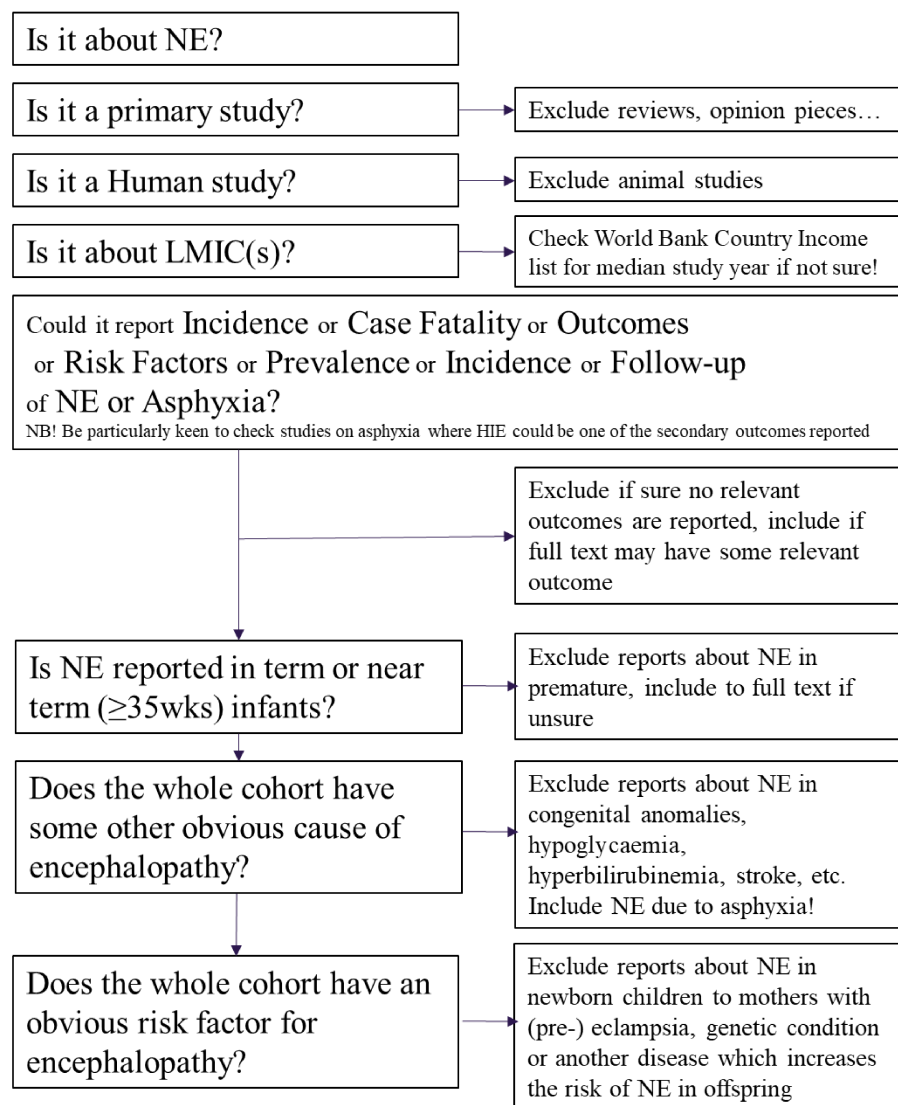 Is it about NE?
Is it a primary study?
Exclude reviews, opinion pieces…
Is it a Human study?
Exclude animal studies
Is it about LMIC(s)?
Check World Bank Country Income
list for median study year if not sure!
Could it report Incidence or Case Fatality or Outcomes
or Risk Factors or Prevalence or Incidence or Follow-up
of NE or Asphyxia?
NB! Be particularly keen to check studies on asphyxia where HIE could be one of the secondary outcomes reported
Exclude if sure no relevant
outcomes are reported, include if
full text may have some relevant
outcome
Is NE reported in term or near
term (≥35wks) infants?
Exclude reports about NE in
premature, include to full text if
unsure
Does the whole cohort have
some other obvious cause of
encephalopathy?
Exclude reports about NE in
congenital anomalies,
hypoglycaemia,
hyperbilirubinemia, stroke, etc.
Include NE due to asphyxia!
Does the whole cohort have an
obvious risk factor for
encephalopathy?
Exclude reports about NE in
newborn children to mothers with
(pre-) eclampsia, genetic condition
or another disease which increases
the risk of NE in offspring